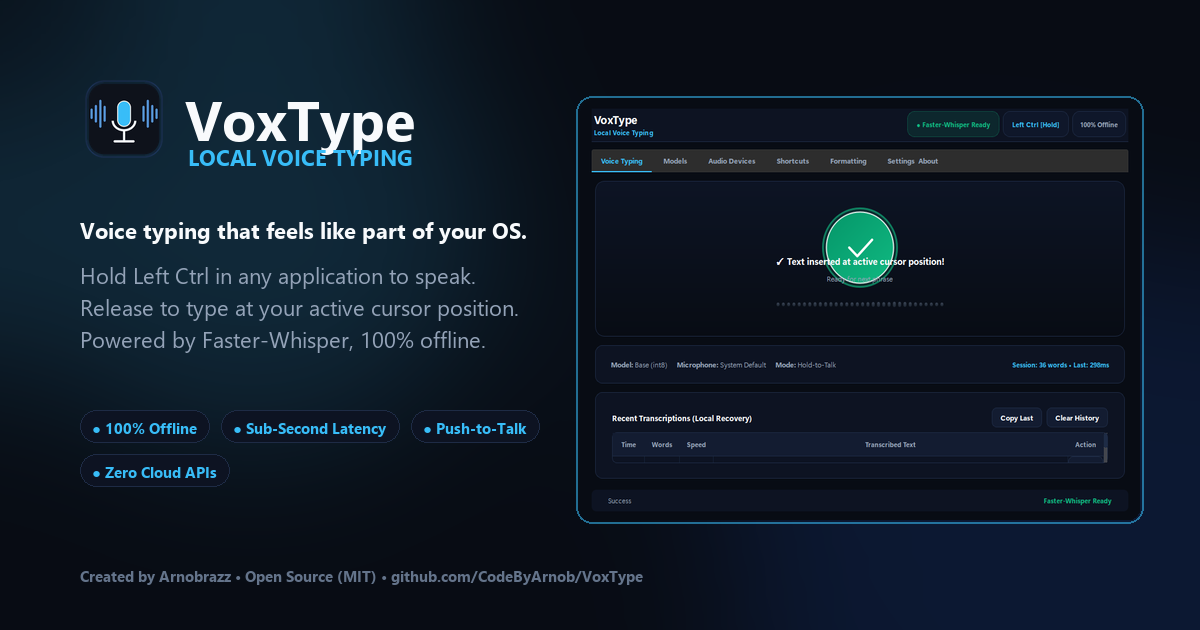 VoxType
LOCAL VOICE TYPING
Voice typing that feels like part of your OS.
Hold Left Ctrl in any application to speak.
Release to type at your active cursor position.
Powered by Faster-Whisper, 100% offline.
● 100% Offline
● Sub-Second Latency
● Push-to-Talk
● Zero Cloud APIs
Created by Arnobrazz • Open Source (MIT) • github.com/CodeByArnob/VoxType
VoxType
Local Voice Typing
● Faster-Whisper Ready
Left Ctrl [Hold]
100% Offline
Voice Typing Models Audio Devices Shortcuts Formatting Settings About
✓ Text inserted at active cursor position!
Ready for next phrase
Model: Base (int8) Microphone: System Default Mode: Hold-to-Talk
Session: 36 words • Last: 298ms
Recent Transcriptions (Local Recovery)
Copy Last
Clear History
Time Words Speed Transcribed Text Action
Success
Faster-Whisper Ready